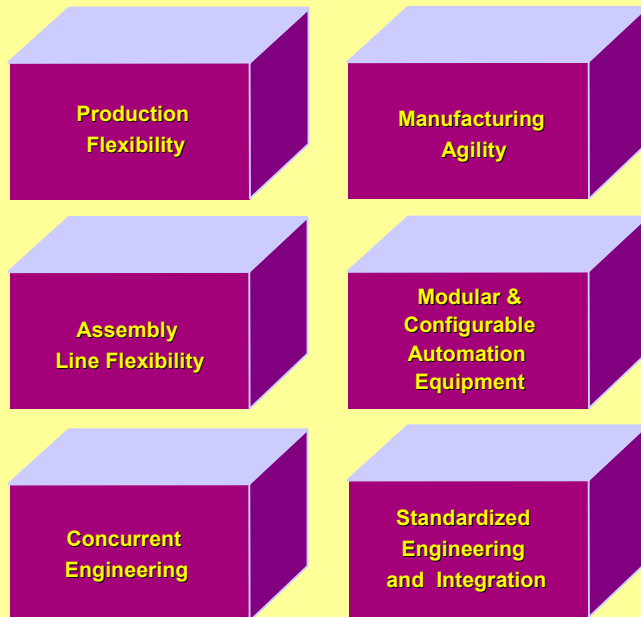 Production
Flexibility
Manufacturing
Agility
Assembly
Line Flexibility
Modular &
Configurable
Automation
Equipment
Concurrent
Engineering
Standardized
Engineering
and Integration